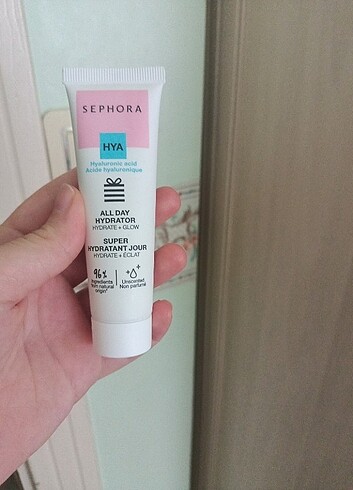 SEPHORA
HYA
Hyaluronic acid
Acide hyaluronique
ALL DAY
HYDRATOR
HYDRATE + GLOW
SUPER
HYDRATANT JOUR
HYDRATE + ÉCLAT
96%
ingredients
from natural
origin*
Unscented
Non parfumé